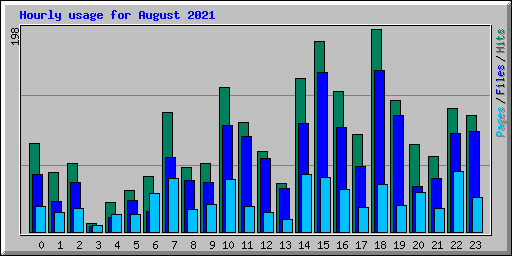 Hourly usage for August 2021
198
Pages / Files / Hits
0 1 2 3 4 5 6 7 8 9 10 11 12 13 14 15 16 17 18 19 20 21 22 23